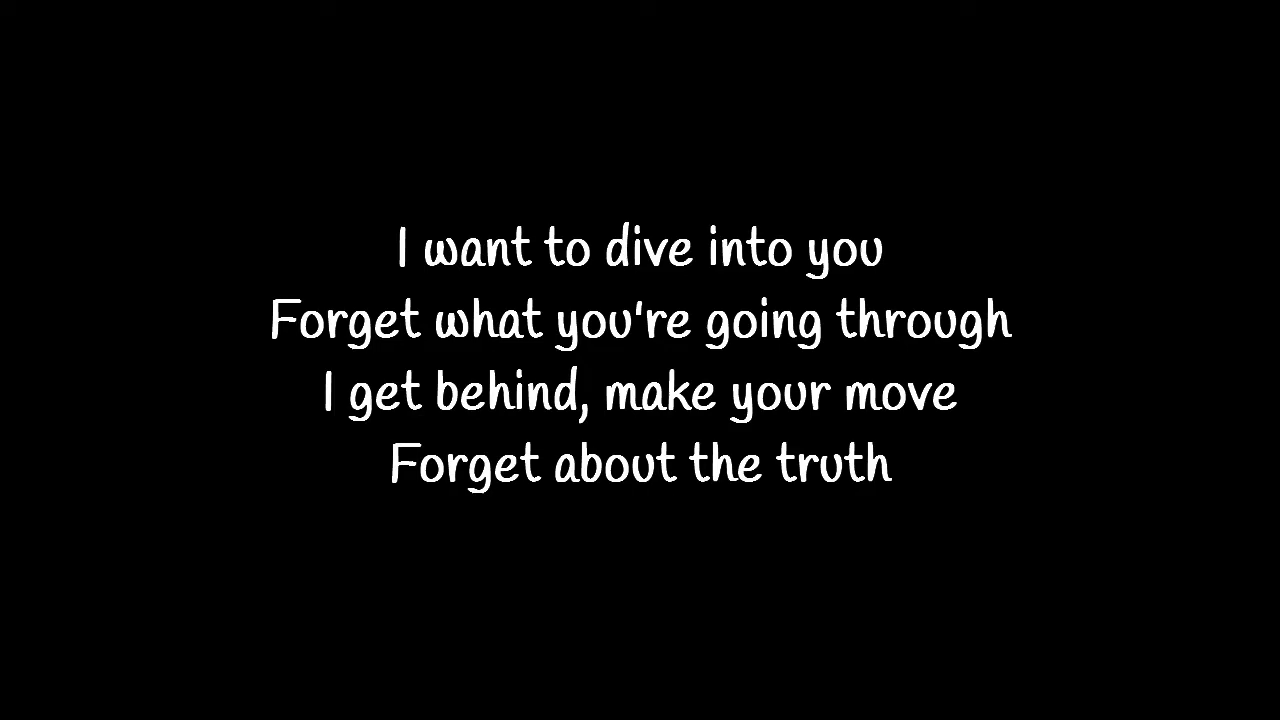 I want to dive into you
Forget what you're going through
I get behind, make your move
Forget about the truth